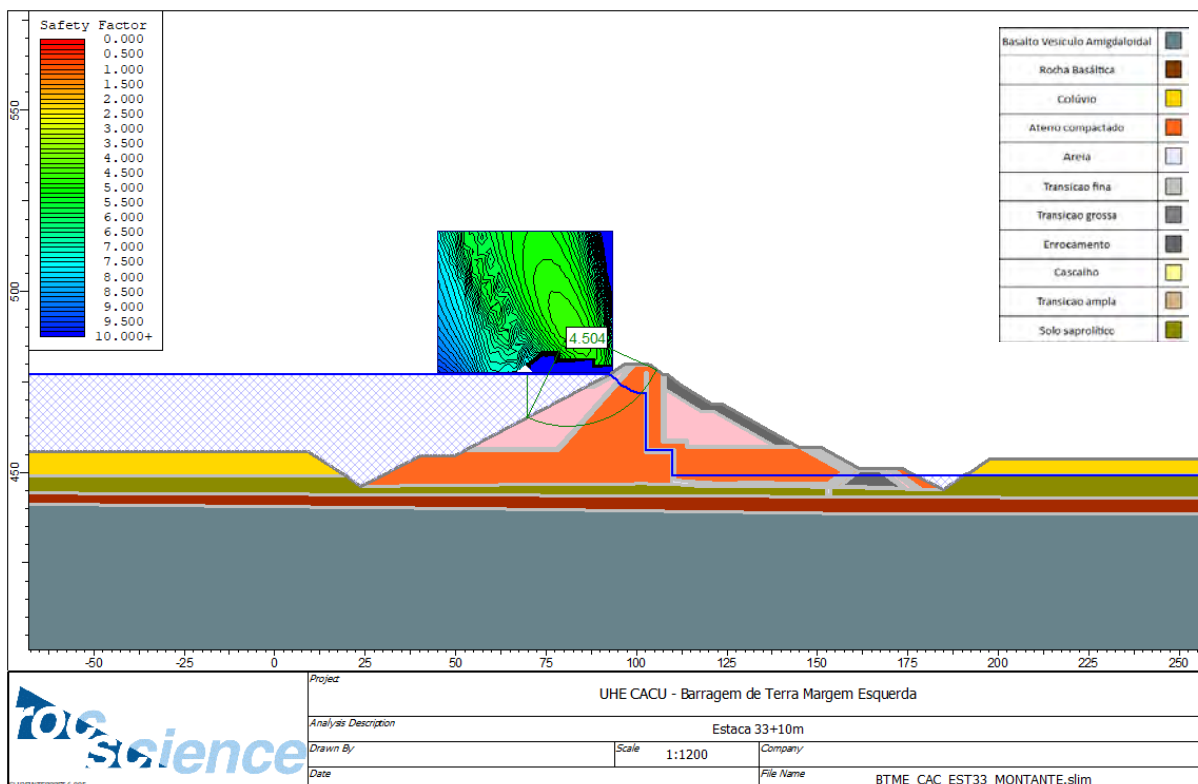 Safety Factor
0.000
0.500
1.000
1.500
2.000
2.500
3.000
3.500
4.000
4.500
5.000
5.500
6.000
6.500
7.000
7.500
8.000
8.500
9.000
9.500
10.000+
Basalto Vesículo Amigdaloidal
Rocha Basáltica
Colúvio
Aterro compactado
Areia
Transicao fina
Transicao grossa
Enrocamento
Cascalho
Transicao ampla
Solo saprolítico
550
500
450
4.504
-50 -25 0 25 50 75 100 125 150 175 200 225 250
rocscience
Project
UHE CACU - Barragem de Terra Margem Esquerda
Analysis Description
Estaca 33+10m
Drawn By
Scale 1:1200
Company
Date
File Name BTME_CAC_EST33_MONTANTE.slim